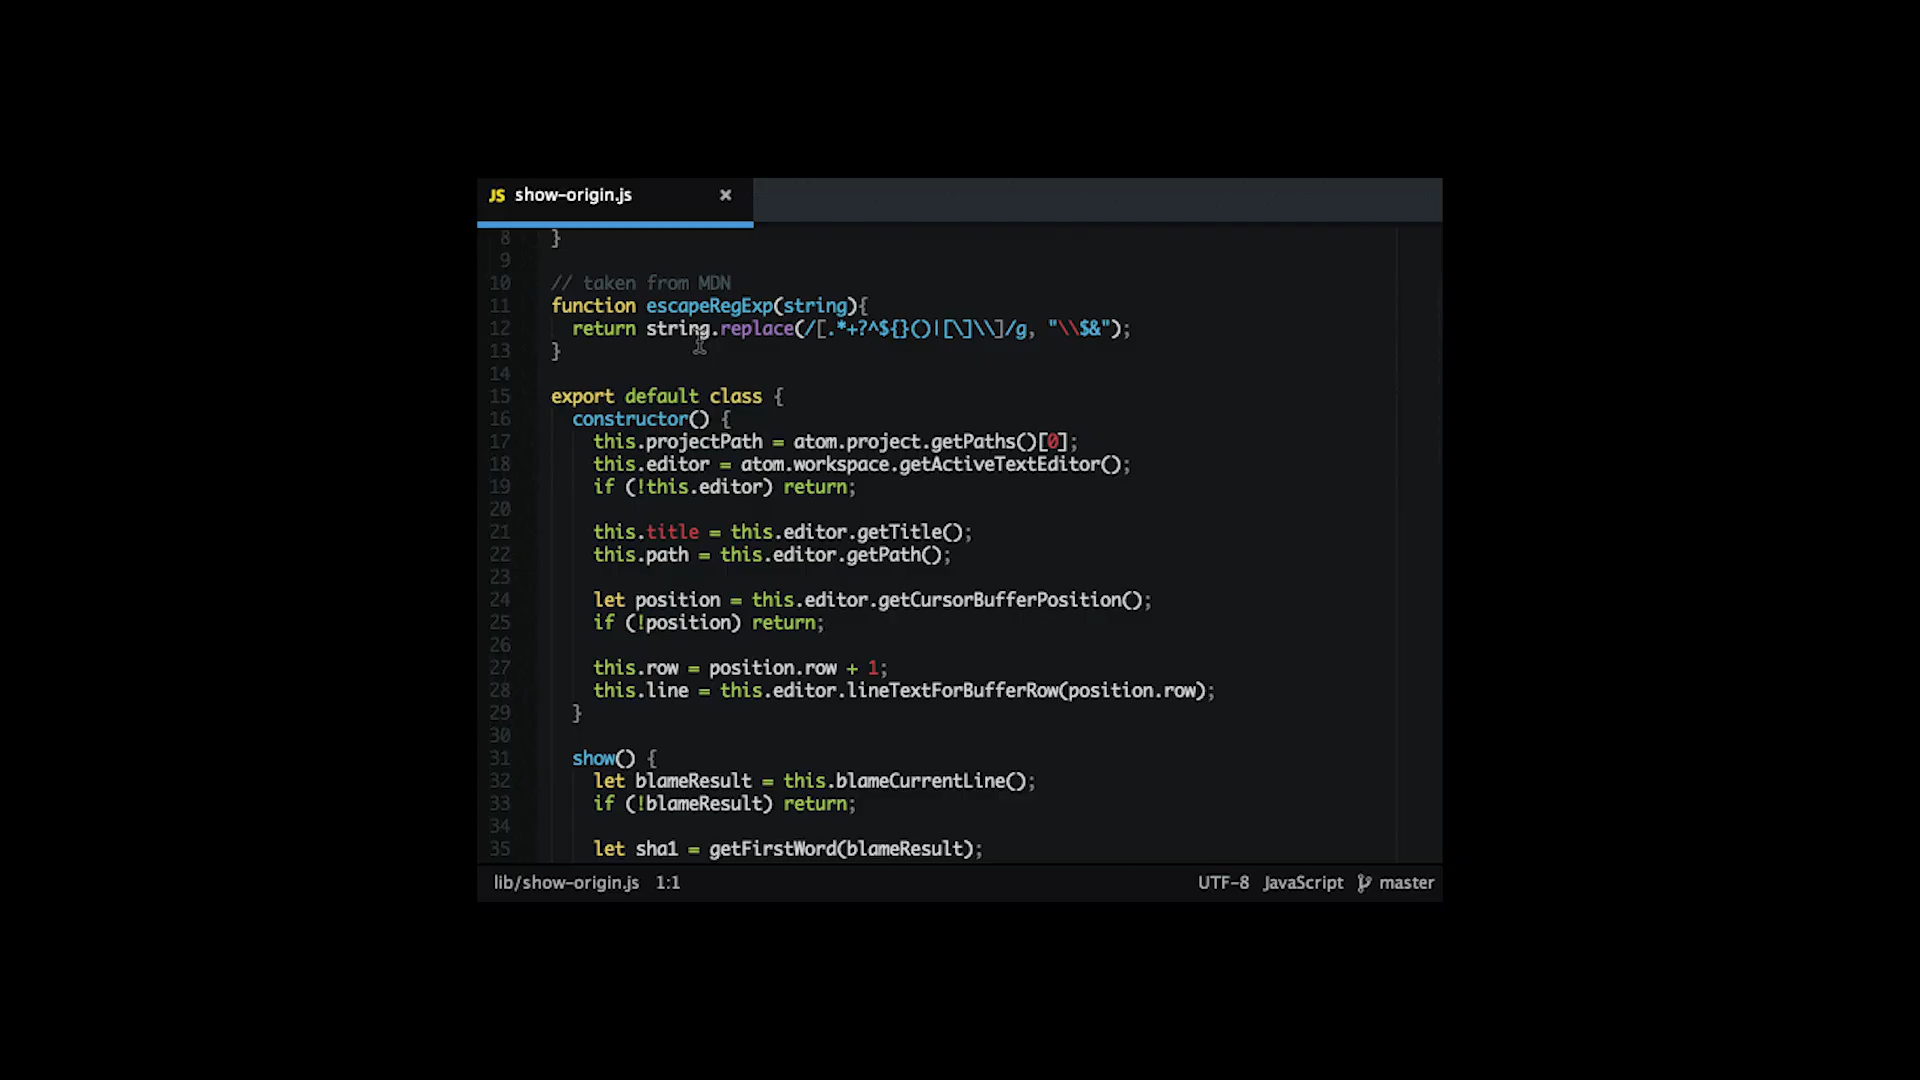 JS show-origin.js ×
8 }
9
10 // taken from MDN
11 function escapeRegExp(string){
12 return string.replace(/[.*+?^${}()|[\]\\]/g, "\\$&");
13 }
14
15 export default class {
16 constructor() {
17 this.projectPath = atom.project.getPaths()[0];
18 this.editor = atom.workspace.getActiveTextEditor();
19 if (!this.editor) return;
20
21 this.title = this.editor.getTitle();
22 this.path = this.editor.getPath();
23
24 let position = this.editor.getCursorBufferPosition();
25 if (!position) return;
26
27 this.row = position.row + 1;
28 this.line = this.editor.lineTextForBufferRow(position.row);
29 }
30
31 show() {
32 let blameResult = this.blameCurrentLine();
33 if (!blameResult) return;
34
35 let sha1 = getFirstWord(blameResult);
lib/show-origin.js 1:1 UTF-8 JavaScript master